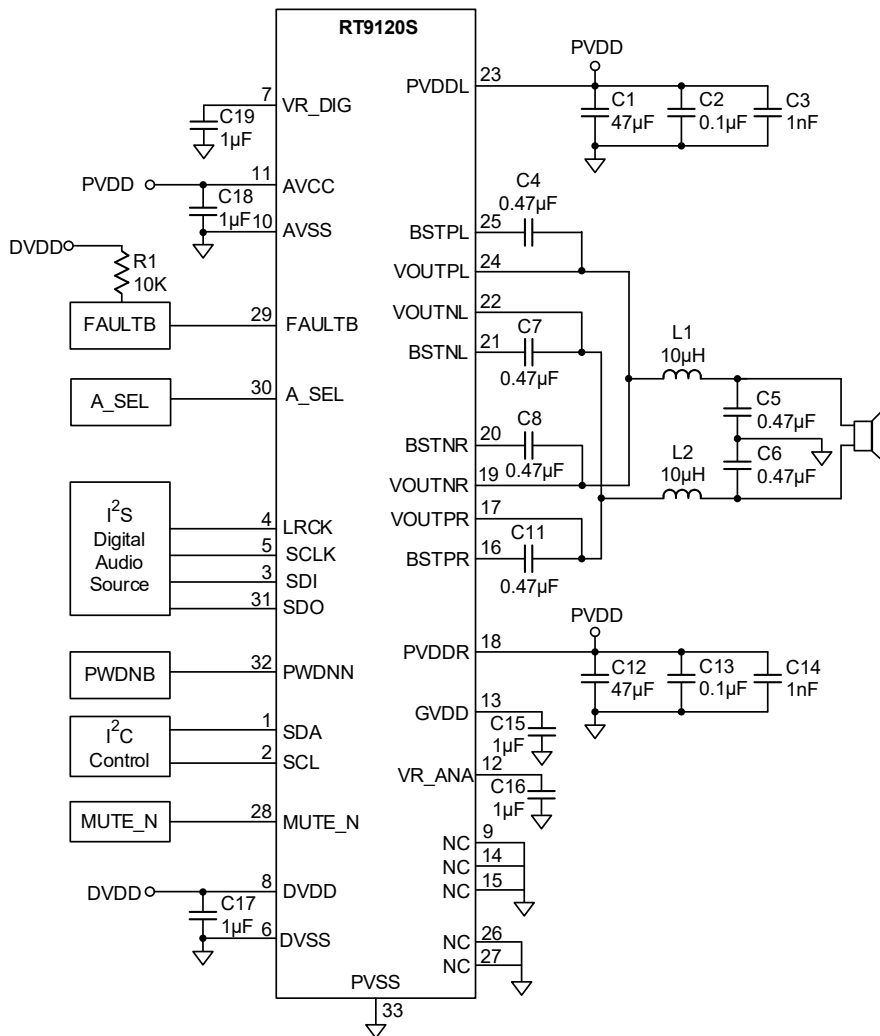 RT9120S
7
VR_DIG
C19
1µF
PVDD
11
AVCC
C18
1µF
10
AVSS
DVDD
R1
10K
FAULTB
29
FAULTB
A_SEL
30
A_SEL
I²S
Digital
Audio
Source
4
LRCK
5
SCLK
3
SDI
31
SDO
PWDNB
32
PWDNN
I²C
Control
1
SDA
2
SCL
MUTE_N
28
MUTE_N
DVDD
8
DVDD
C17
1µF
6
DVSS
PVSS
33
PVDD
23
PVDDL
C1
47µF
C2
0.1µF
C3
1nF
C4
0.47µF
25
BSTPL
24
VOUTPL
22
VOUTNL
21
BSTNL
C7
0.47µF
L1
10µH
C5
0.47µF
20
BSTNR
C8
0.47µF
19
VOUTNR
L2
10µH
C6
0.47µF
17
VOUTPR
16
BSTPR
C11
0.47µF
PVDD
18
PVDDR
C12
47µF
C13
0.1µF
C14
1nF
13
GVDD
C15
1µF
12
VR_ANA
C16
1µF
9
NC
14
NC
15
NC
26
NC
27
NC